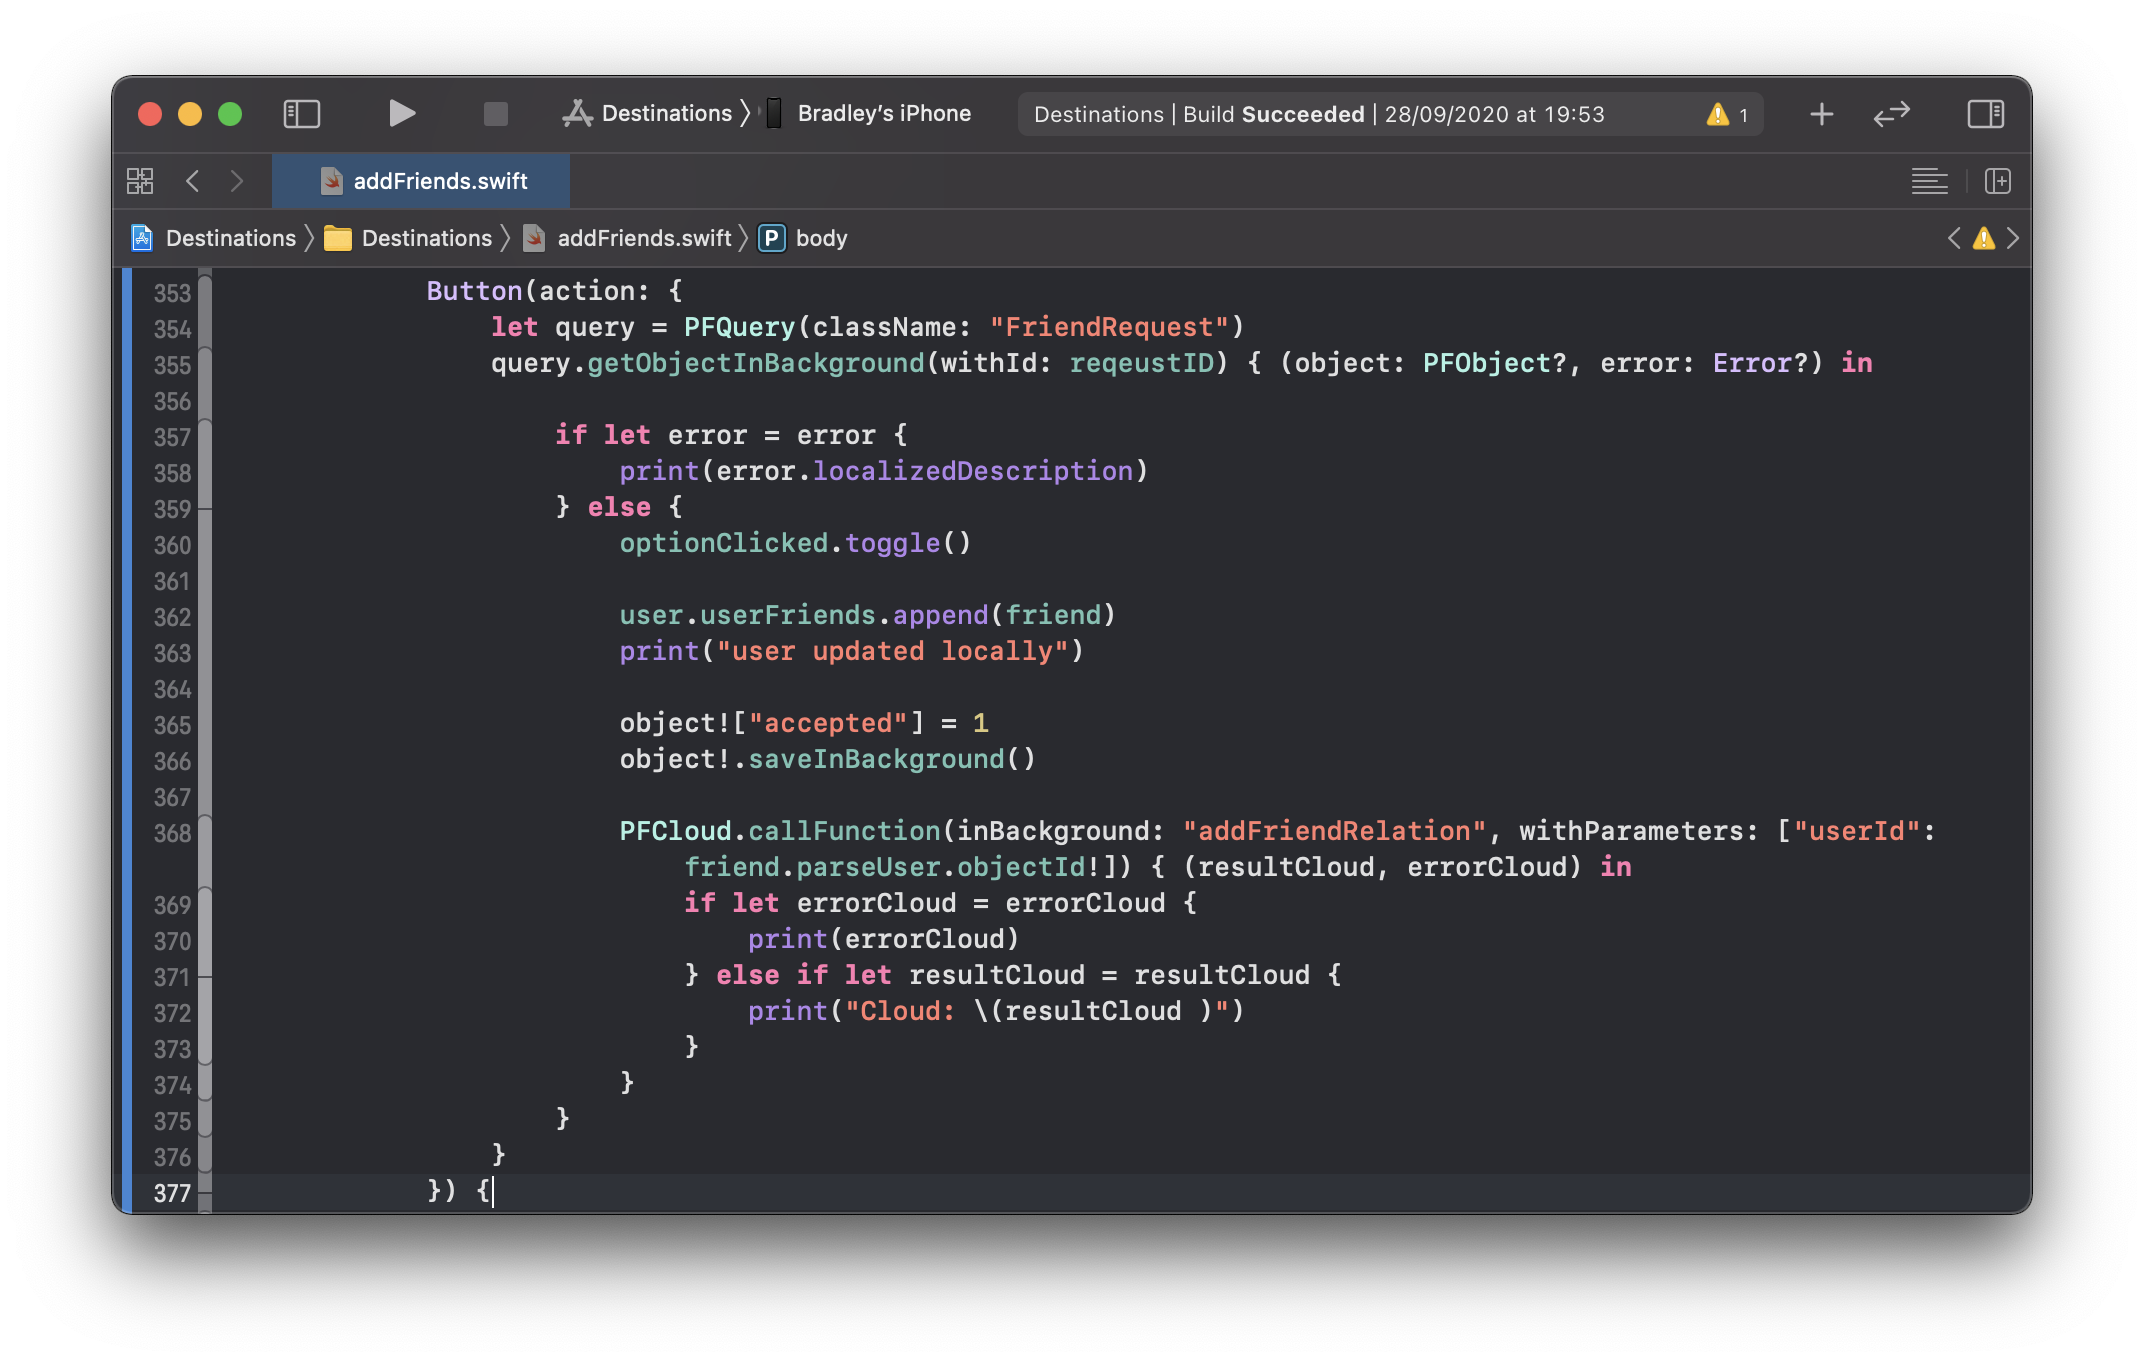 Destinations 〉 Bradley’s iPhone
Destinations | Build Succeeded | 28/09/2020 at 19:53
1
addFriends.swift
Destinations 〉 Destinations 〉 addFriends.swift 〉 P body
353 Button(action: {
354 let query = PFQuery(className: "FriendRequest")
355 query.getObjectInBackground(withId: reqeustID) { (object: PFObject?, error: Error?) in
356
357 if let error = error {
358 print(error.localizedDescription)
359 } else {
360 optionClicked.toggle()
361
362 user.userFriends.append(friend)
363 print("user updated locally")
364
365 object!["accepted"] = 1
366 object!.saveInBackground()
367
368 PFCloud.callFunction(inBackground: "addFriendRelation", withParameters: ["userId":
friend.parseUser.objectId!]) { (resultCloud, errorCloud) in
369 if let errorCloud = errorCloud {
370 print(errorCloud)
371 } else if let resultCloud = resultCloud {
372 print("Cloud: \(resultCloud )")
373 }
374 }
375 }
376 }
377 }) {